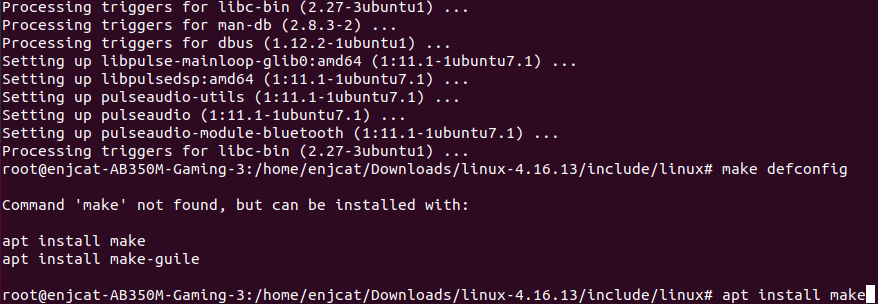 Processing triggers for libc-bin (2.27-3ubuntu1) ...
Processing triggers for man-db (2.8.3-2) ...
Processing triggers for dbus (1.12.2-1ubuntu1) ...
Setting up libpulse-mainloop-glib0:amd64 (1:11.1-1ubuntu7.1) ...
Setting up libpulsedsp:amd64 (1:11.1-1ubuntu7.1) ...
Setting up pulseaudio-utils (1:11.1-1ubuntu7.1) ...
Setting up pulseaudio (1:11.1-1ubuntu7.1) ...
Setting up pulseaudio-module-bluetooth (1:11.1-1ubuntu7.1) ...
Processing triggers for libc-bin (2.27-3ubuntu1) ...
root@enjcat-AB350M-Gaming-3:/home/enjcat/Downloads/linux-4.16.13/include/linux# make defconfig
Command 'make' not found, but can be installed with:
apt install make
apt install make-guile
root@enjcat-AB350M-Gaming-3:/home/enjcat/Downloads/linux-4.16.13/include/linux# apt install make